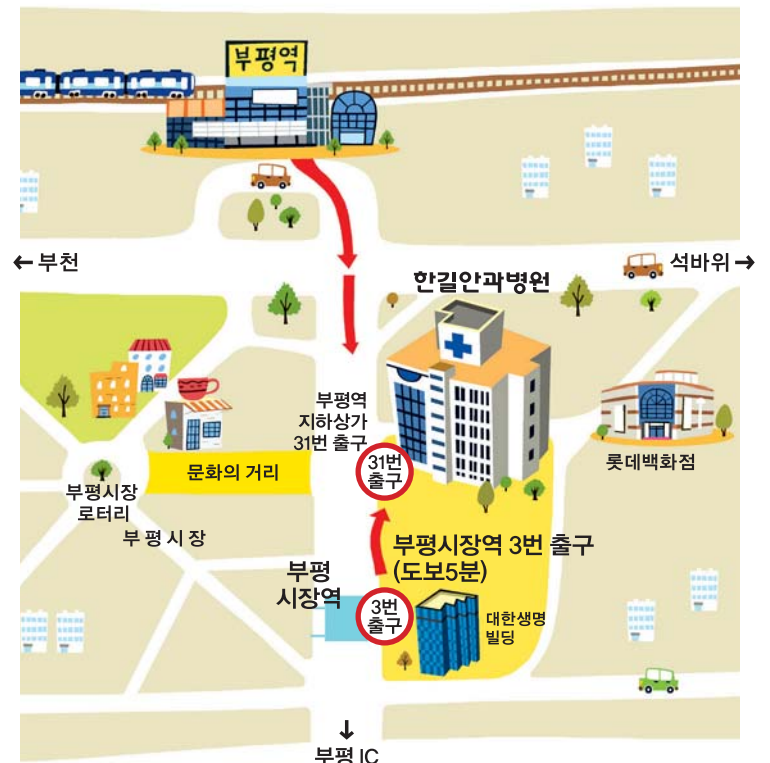 부평역
← 부천
석바위 →
한길안과병원
부평역
지하상가
31번 출구
31번
출구
롯데백화점
문화의 거리
부평시장
로터리
부평시장
부평시장역 3번 출구
(도보5분)
부평
시장역
3번
출구
대한생명
빌딩
↓
부평 IC